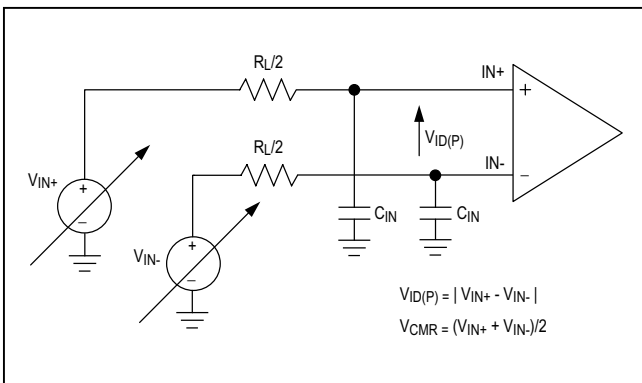 RL/2
IN+
+
VID(P)
RL/2
IN-
−
VIN+
+
−
CIN
CIN
VIN-
+
−
VID(P) = | VIN+ - VIN- |
VCMR = (VIN+ + VIN-)/2